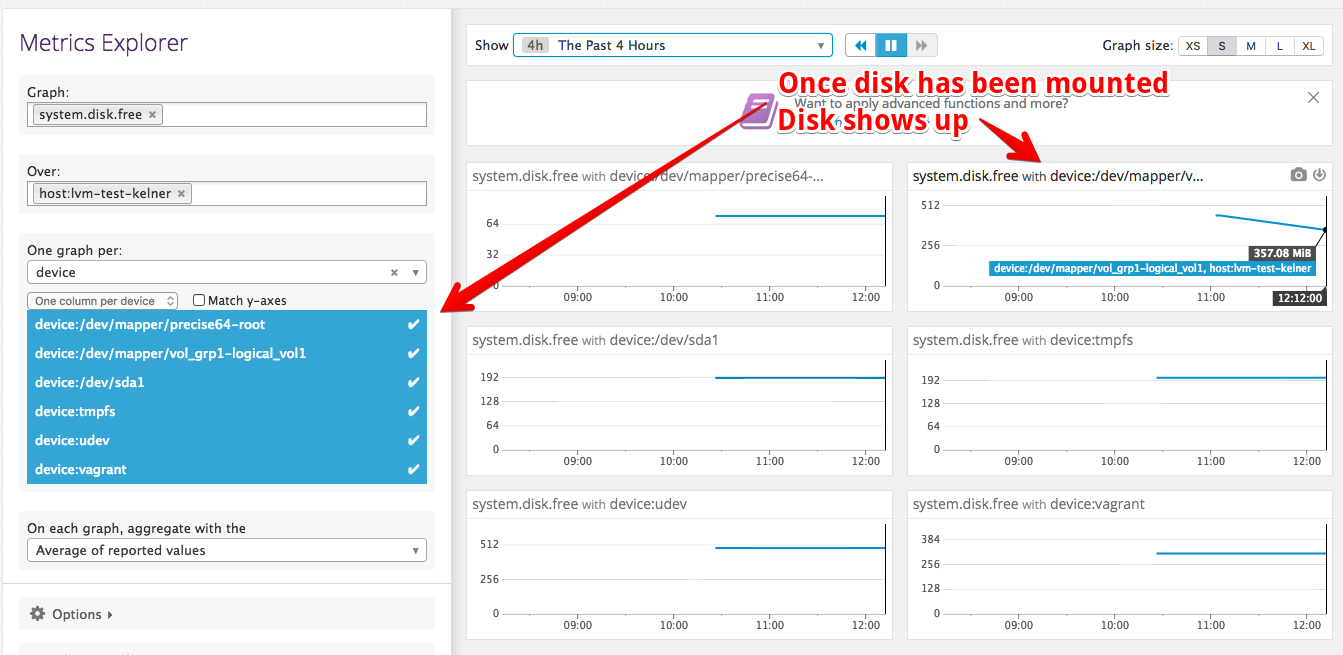 Metrics Explorer
Graph:
system.disk.free ×
Over:
host:lvm-test-kelner ×
One graph per:
device × ▼
One column per device
Match y-axes
device:/dev/mapper/precise64-root ✔
device:/dev/mapper/vol_grp1-logical_vol1 ✔
device:/dev/sda1 ✔
device:tmpfs ✔
device:udev ✔
device:vagrant ✔
On each graph, aggregate with the
Average of reported values ▼
Options ▸
Show 4h The Past 4 Hours ▼
Graph size: XS S M L XL
Once disk has been mounted
Want to apply advanced functions and more?
Disk shows up
system.disk.free with device:/dev/mapper/precise64-...
64
32
0
09:00 10:00 11:00 12:00
system.disk.free with device:/dev/mapper/v...
512
256
0
357.08 MiB
device:/dev/mapper/vol_grp1-logical_vol1, host:lvm-test-kelner
09:00 10:00 11:00 12:12:00
system.disk.free with device:/dev/sda1
192
128
64
0
09:00 10:00 11:00 12:00
system.disk.free with device:tmpfs
192
128
64
0
09:00 10:00 11:00 12:00
system.disk.free with device:udev
512
256
0
09:00 10:00 11:00 12:00
system.disk.free with device:vagrant
384
256
128
0
09:00 10:00 11:00 12:00